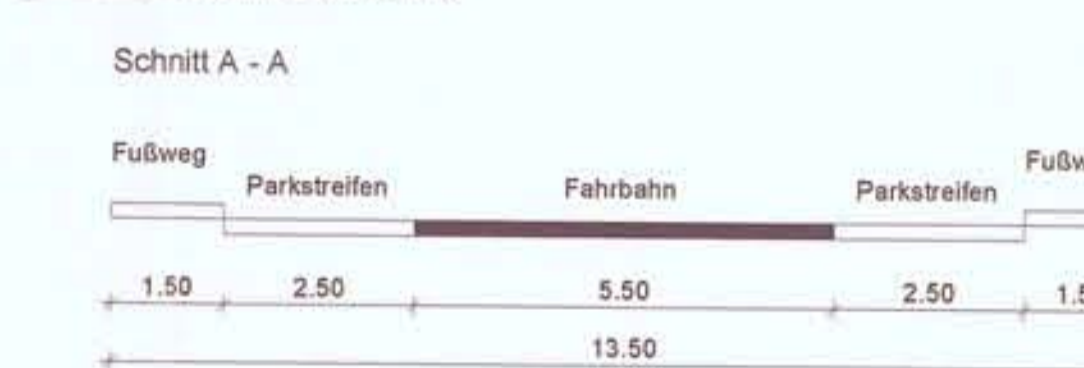 Schnitt A - A
Fußweg
Parkstreifen
Fahrbahn
Parkstreifen
1.50
2.50
5.50
2.50
13.50